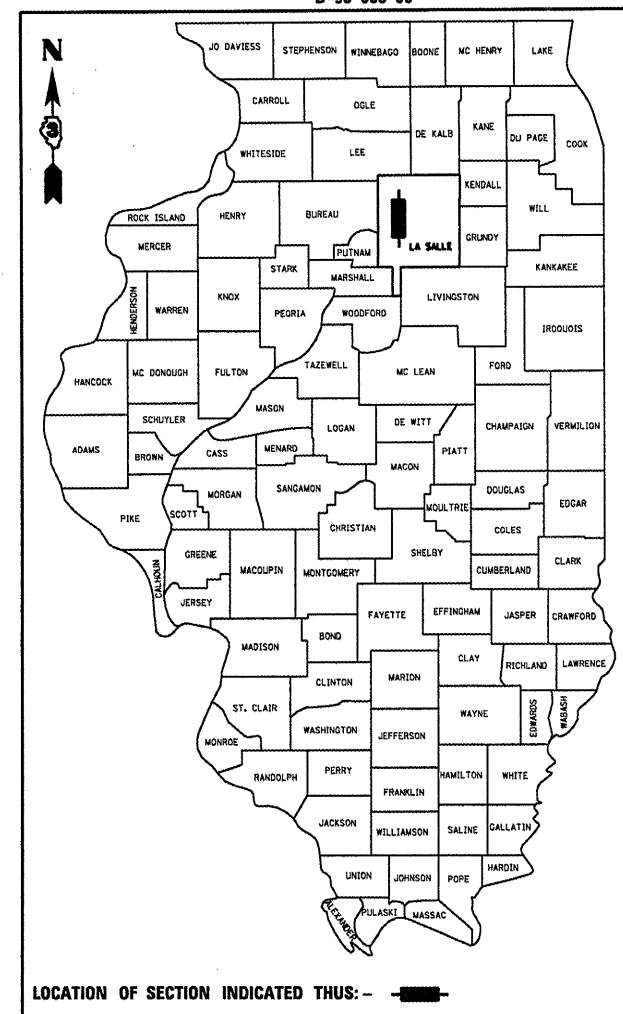 JO DAVIESS STEPHENSON WINNEBAGO BOONE MC HENRY LAKE
N
CARROLL OGLE DE KALB KANE DU PAGE COOK
3
WHITESIDE LEE
KENDALL WILL
ROCK ISLAND HENRY BUREAU LA SALLE GRUNDY
MERCER PUTNAM
STARK MARSHALL KANKAKEE
HENDERSON WARREN KNOX PEORIA WOODFORD LIVINGSTON IROQUOIS
HANCOCK MC DONOUGH FULTON TAZEWELL MC LEAN FORD
MASON
SCHUYLER LOGAN DE WITT CHAMPAIGN VERMILION
ADAMS BROWN CASS MENARD MACON PIATT
PIKE SCOTT MORGAN SANGAMON MOULTRIE DOUGLAS EDGAR
CHRISTIAN COLES
CALHOUN GREENE MACOUPIN MONTGOMERY SHELBY CUMBERLAND CLARK
JERSEY
FAYETTE EFFINGHAM JASPER CRAWFORD
MADISON BOND
CLAY RICHLAND LAWRENCE
CLINTON MARION
ST. CLAIR WAYNE EDWARDS WABASH
WASHINGTON JEFFERSON
MONROE
RANDOLPH PERRY HAMILTON WHITE
FRANKLIN
JACKSON WILLIAMSON SALINE GALLATIN
UNION JOHNSON POPE HARDIN
ALEXANDER PULASKI MASSAC
LOCATION OF SECTION INDICATED THUS: -